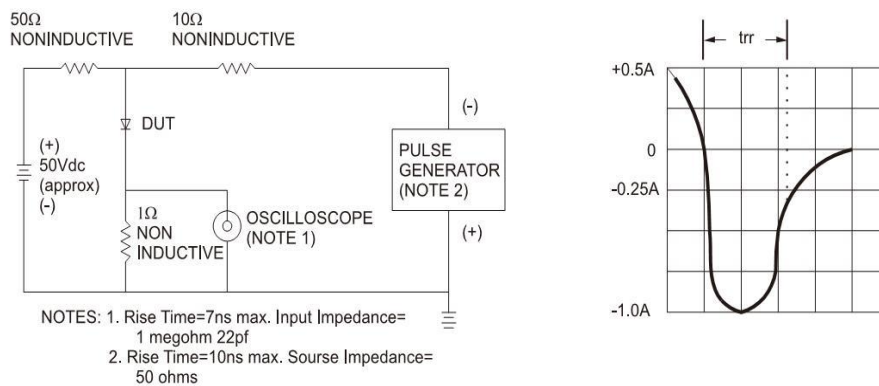 50Ω
NONINDUCTIVE
10Ω
NONINDUCTIVE
DUT
(+)
50Vdc
(approx)
(-)
1Ω
NON
INDUCTIVE
OSCILLOSCOPE
(NOTE 1)
(-)
PULSE
GENERATOR
(NOTE 2)
(+)
NOTES: 1. Rise Time=7ns max. Input Impedance=
1 megohm 22pf
2. Rise Time=10ns max. Sourse Impedance=
50 ohms
trr
+0.5A
0
-0.25A
-1.0A